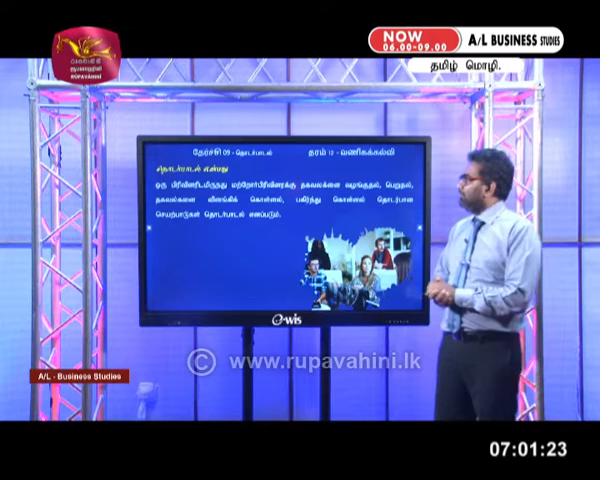 NOW
06.00-09.00
A/L BUSINESS STUDIES
தமிழ் மொழி.
RUPAVAHINI
தேர்ச்சி 09 - தொடர்பாடல் தரம் 12 - வணிகக்கல்வி
தொடர்பாடல் என்பது
ஒரு பிரிவினரிடமிருந்து மற்றோர்பிரிவினருக்கு தகவல்களை வழங்குதல், பெறுதல்,
தகவல்களை விளங்கிக் கொள்ளல், பகிர்ந்து கொள்ளல் தொடர்பான
செயற்பாடுகள் தொடர்பாடல் எனப்படும்.
e-wis
© www.rupavahini.lk
A/L - Business Studies
07:01:23